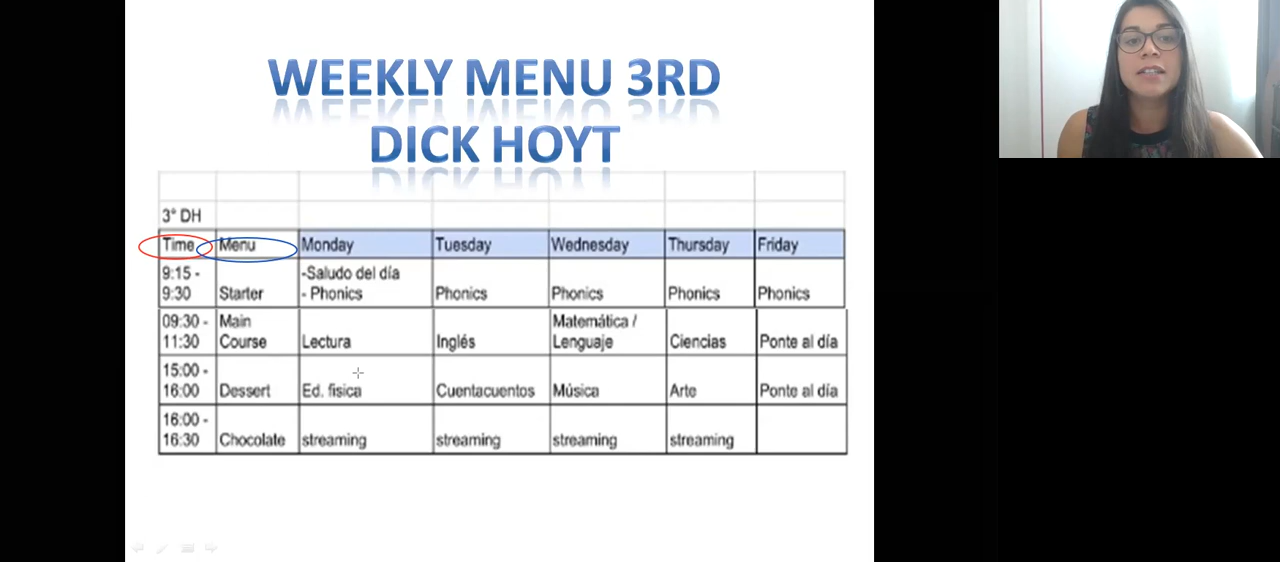 WEEKLY MENU 3RD
DICK HOYT
3° DH
Time Menu Monday Tuesday Wednesday Thursday Friday
9:15 - -Saludo del día
9:30 Starter - Phonics Phonics Phonics Phonics Phonics
09:30 - Main Matemática /
11:30 Course Lectura Inglés Lenguaje Ciencias Ponte al día
15:00 -
16:00 Dessert Ed. fisica Cuentacuentos Música Arte Ponte al día
16:00 -
16:30 Chocolate streaming streaming streaming streaming